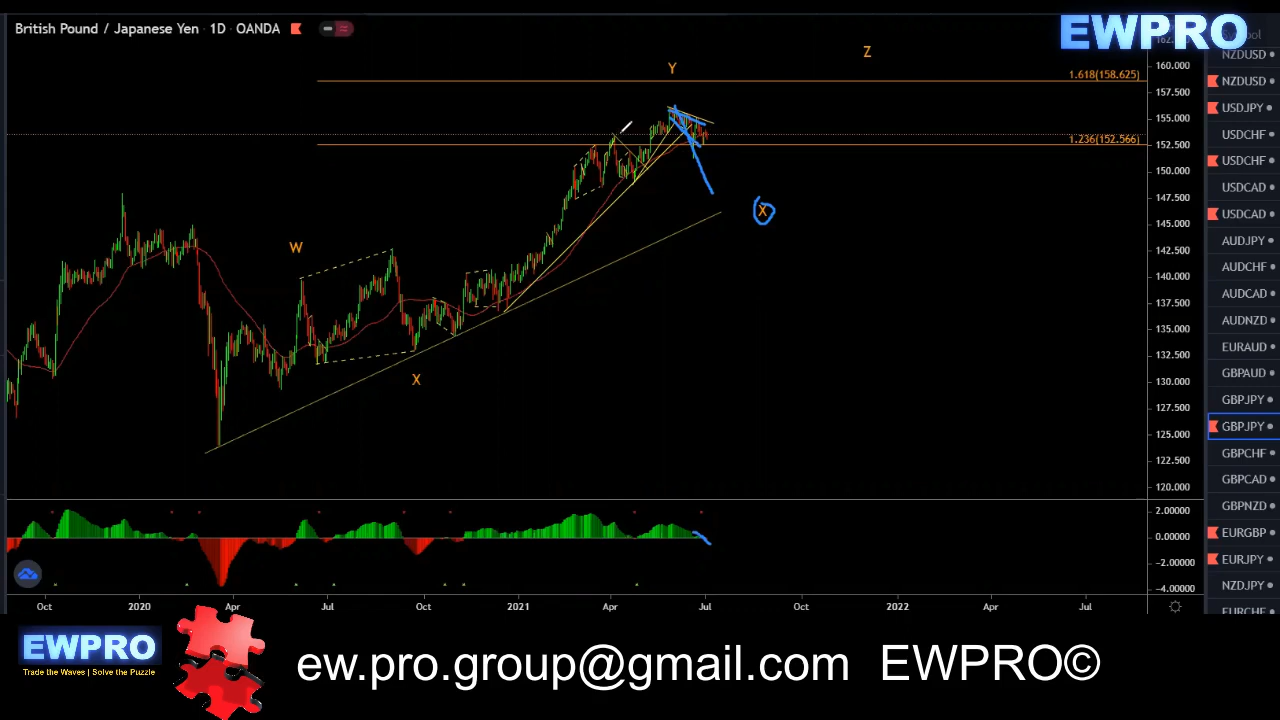 British Pound / Japanese Yen · 1D · OANDA
EWPRO
Z
Y
W
X
X
1.618(158.625)
1.236(152.566)
160.000
157.500
155.000
152.500
150.000
147.500
145.000
142.500
140.000
137.500
135.000
132.500
130.000
127.500
125.000
122.500
120.000
2.00000
0.00000
-2.00000
-4.00000
NZDUSD
NZDUSD
USDJPY
USDCHF
USDCHF
USDCAD
USDCAD
AUDJPY
AUDCHF
AUDCAD
AUDNZD
EURAUD
GBPAUD
GBPJPY
GBPJPY
GBPCHF
GBPCAD
GBPNZD
EURGBP
EURJPY
NZDJPY
EURCHF
Oct 2020 Apr Jul Oct 2021 Apr Jul Oct 2022 Apr Jul
EWPRO
Trade the Waves | Solve the Puzzle
ew.pro.group@gmail.com EWPRO©